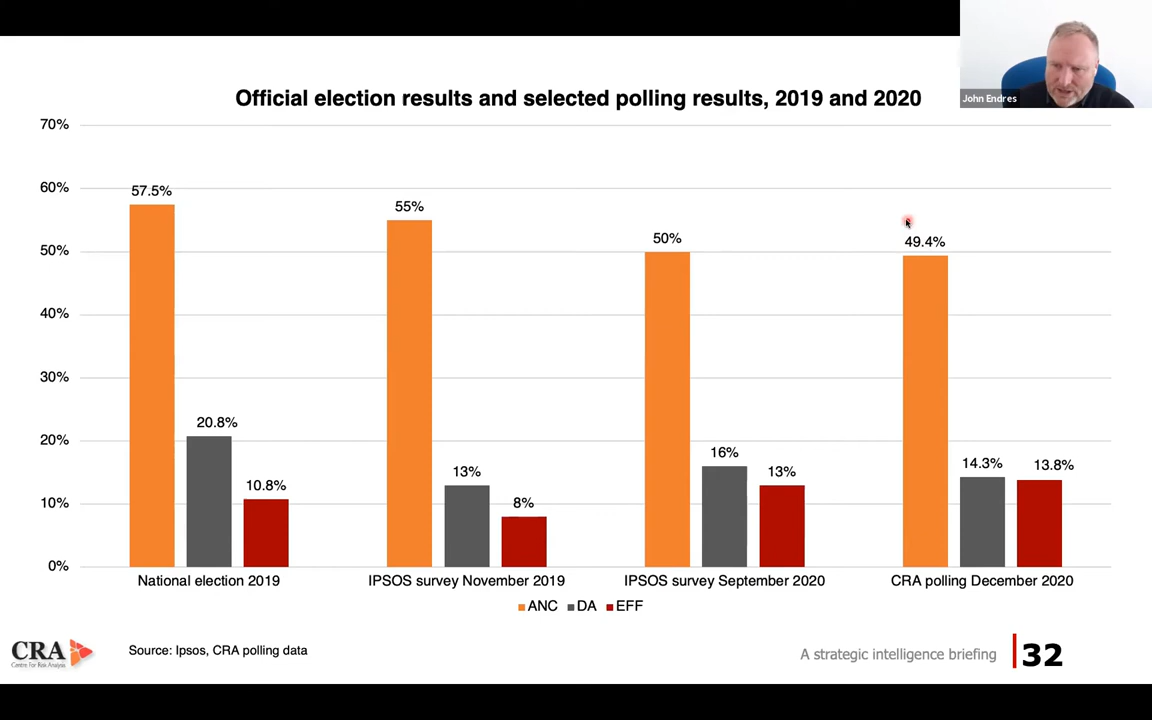 John Endres
Official election results and selected polling results, 2019 and 2020
70%
60%
50%
40%
30%
20%
10%
0%
57.5%
20.8%
10.8%
55%
13%
8%
50%
16%
13%
49.4%
14.3%
13.8%
National election 2019
IPSOS survey November 2019
IPSOS survey September 2020
CRA polling December 2020
ANC DA EFF
CRA
Centre For Risk Analysis
Source: Ipsos, CRA polling data
A strategic intelligence briefing
32